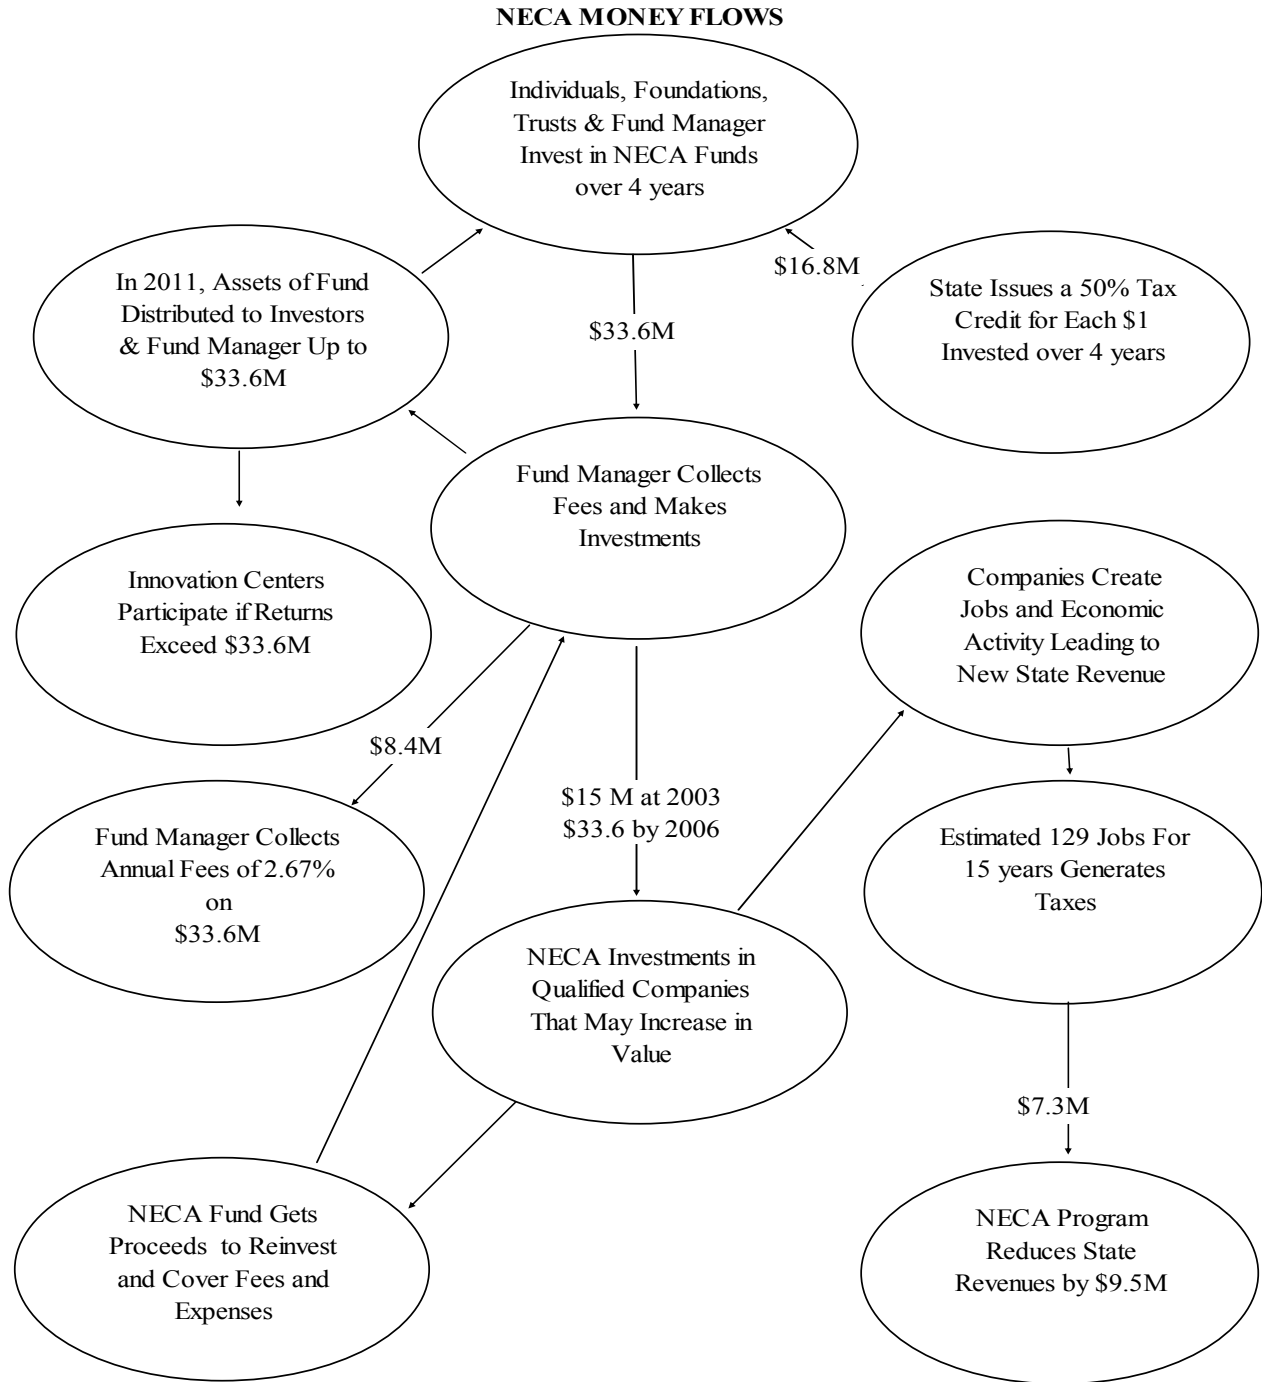 NECA MONEY FLOWS
Individuals, Foundations,
Trusts & Fund Manager
Invest in NECA Funds
over 4 years
In 2011, Assets of Fund
Distributed to Investors
& Fund Manager Up to
$33.6M
$16.8M
State Issues a 50% Tax
Credit for Each $1
Invested over 4 years
$33.6M
Fund Manager Collects
Fees and Makes
Investments
Innovation Centers
Participate if Returns
Exceed $33.6M
Companies Create
Jobs and Economic
Activity Leading to
New State Revenue
$8.4M
$15 M at 2003
$33.6 by 2006
Fund Manager Collects
Annual Fees of 2.67%
on
$33.6M
Estimated 129 Jobs For
15 years Generates
Taxes
NECA Investments in
Qualified Companies
That May Increase in
Value
$7.3M
NECA Fund Gets
Proceeds to Reinvest
and Cover Fees and
Expenses
NECA Program
Reduces State
Revenues by $9.5M